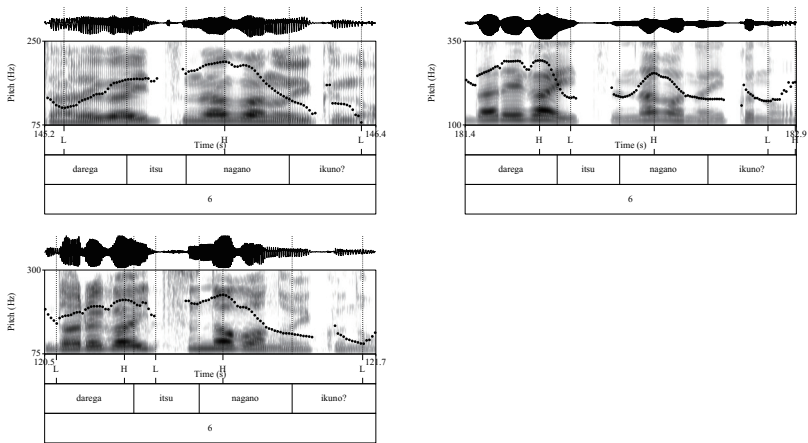 250
Pitch (Hz)
75
145.2
146.4
Time (s)
L H L
darega itsu nagano ikuno?
6
350
Pitch (Hz)
100
181.4
182.9
Time (s)
H L H L H
darega itsu nagano ikuno?
6
300
Pitch (Hz)
75
120.5
121.7
Time (s)
L H L H L
darega itsu nagano ikuno?
6